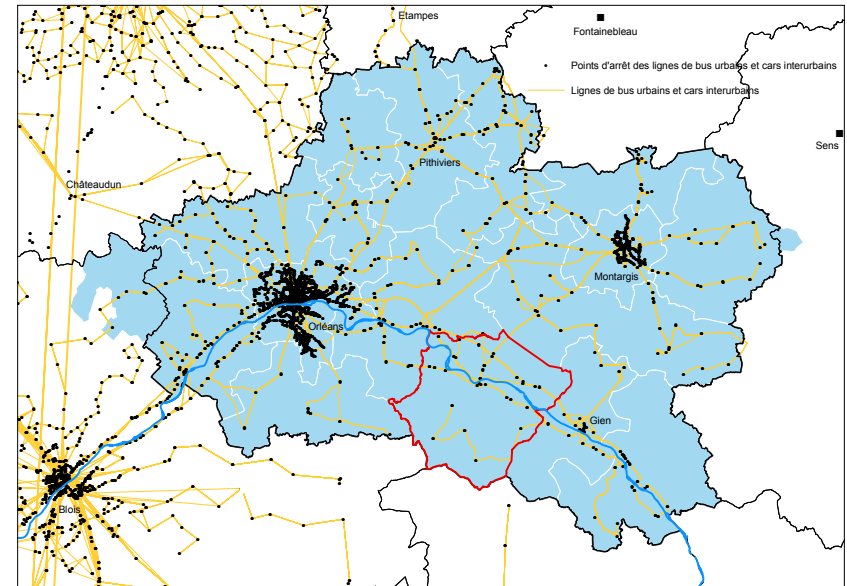 Etampes
Fontainebleau
Points d'arrêt des lignes de bus urbains et cars interurbains
Lignes de bus urbains et cars interurbains
Sens
Pithiviers
Châteaudun
Montargis
Orléans
Gien
Blois